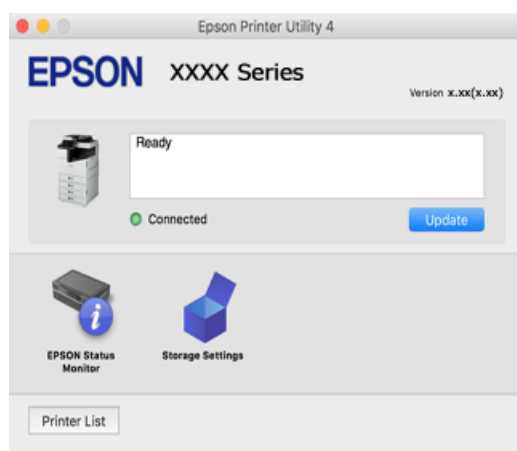 Epson Printer Utility 4
EPSON XXXX Series
Version x.xx(x.xx)
Ready
Connected
Update
EPSON Status
Monitor
Storage Settings
Printer List